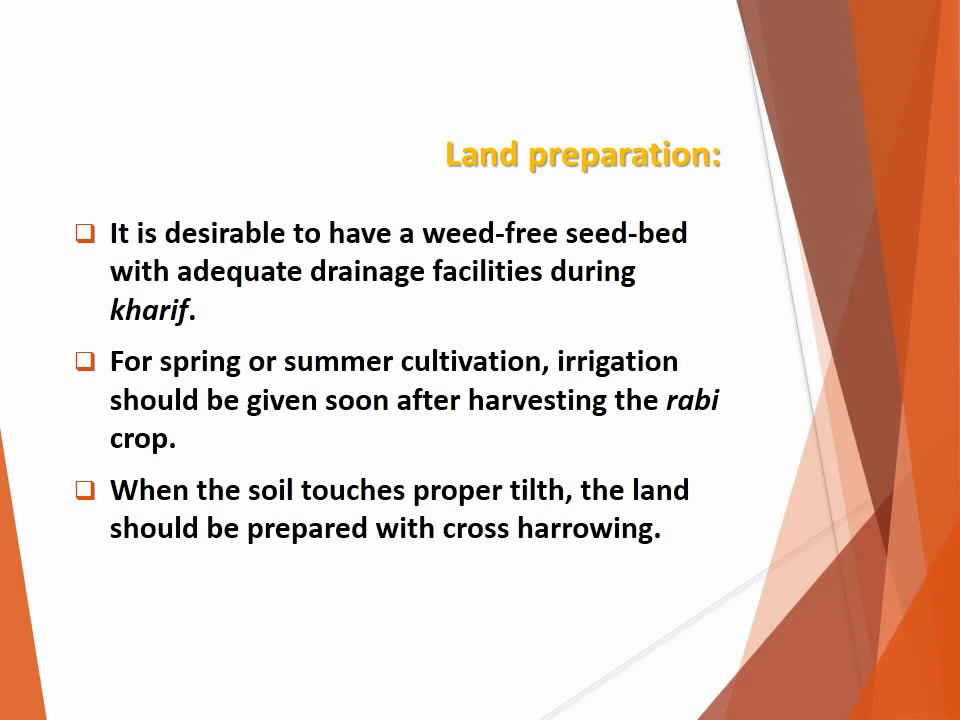 Land preparation:
It is desirable to have a weed-free seed-bed
with adequate drainage facilities during
kharif.
For spring or summer cultivation, irrigation
should be given soon after harvesting the rabi
crop.
When the soil touches proper tilth, the land
should be prepared with cross harrowing.